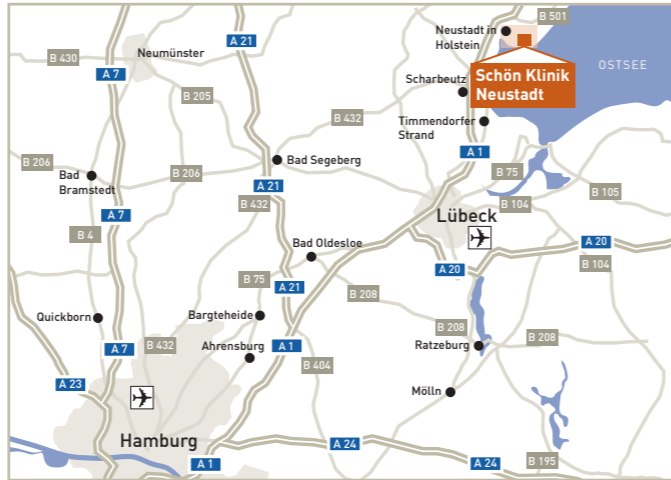 Neustadt in
Holstein
B 501
A 21
Neumünster
B 430
A 7
OSTSEE
Schön Klinik
Neustadt
Scharbeutz
B 205
B 432
Timmendorfer
Strand
A 1
B 206
Bad
Bramstedt
B 206
Bad Segeberg
B 75
A 21
B 105
A 7
B 432
Lübeck
B 104
B 4
Bad Oldesloe
A 20
A 20
B 104
B 75
A 21
B 208
Quickborn
Bargteheide
B 208
B 208
A 7
B 432
A 1
Ratzeburg
Ahrensburg
B 404
A 23
Mölln
Hamburg
A 24
A 1
A 24
B 195